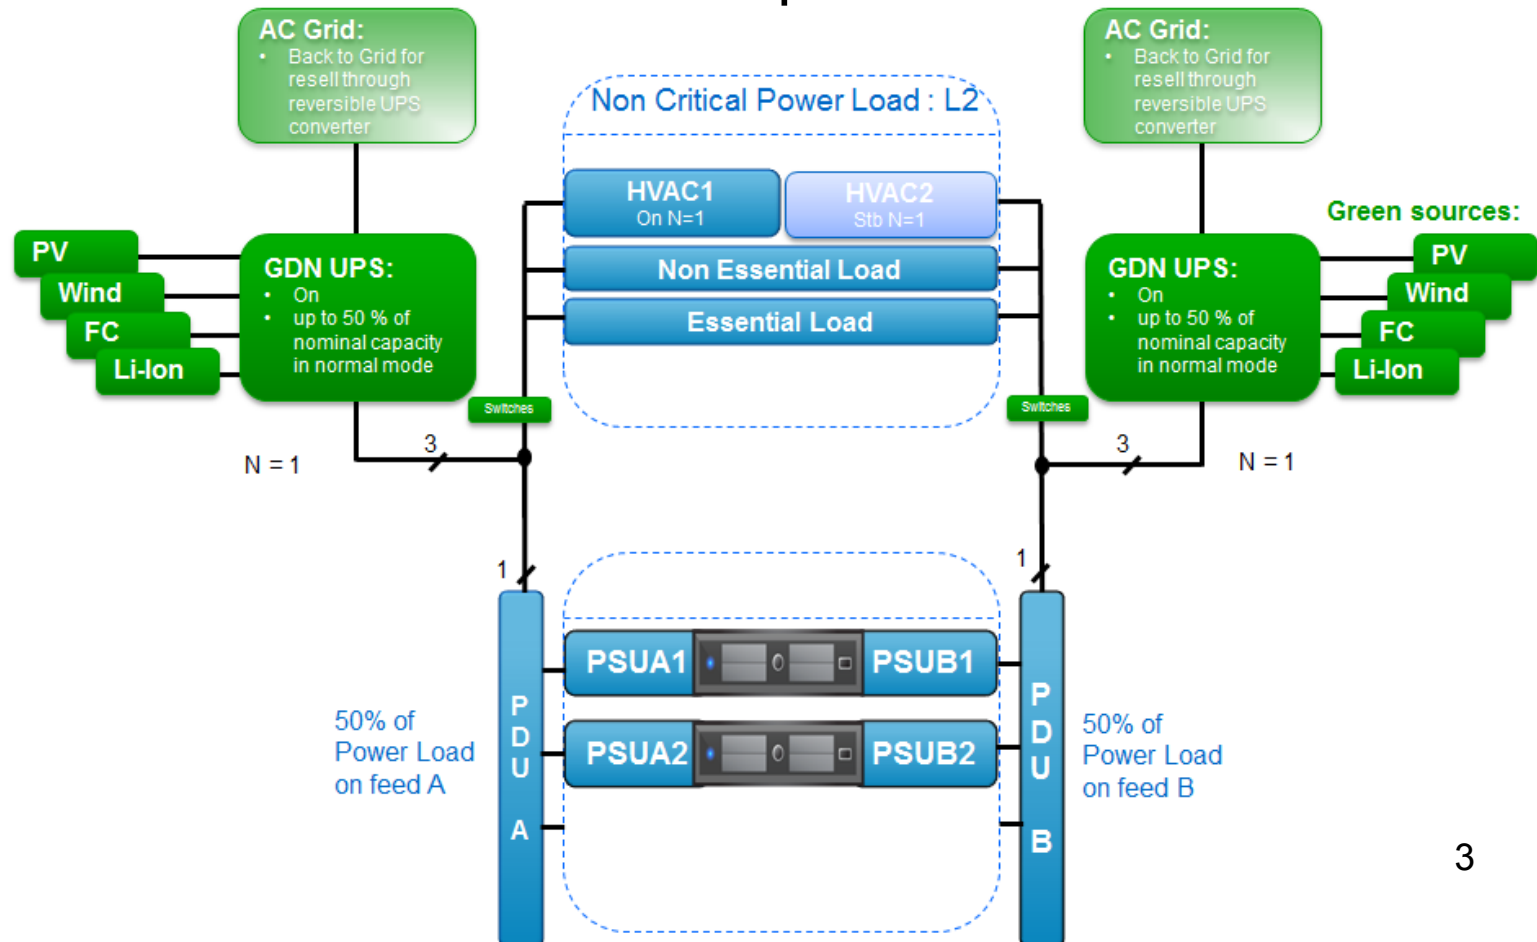 AC Grid:
• Back to Grid for
resell through
reversible UPS
converter
AC Grid:
• Back to Grid for
resell through
reversible UPS
converter
Non Critical Power Load : L2
HVAC1
On N=1
HVAC2
Stb N=1
Non Essential Load
Essential Load
Green sources:
PV
Wind
FC
Li-Ion
GDN UPS:
• On
• up to 50 % of
nominal capacity
in normal mode
GDN UPS:
• On
• up to 50 % of
nominal capacity
in normal mode
PV
Wind
FC
Li-Ion
Switches
Switches
N = 1
3
3
N = 1
1
1
PSUA1
PSUB1
PSUA2
PSUB2
P
D
U
A
P
D
U
B
50% of
Power Load
on feed A
50% of
Power Load
on feed B
3